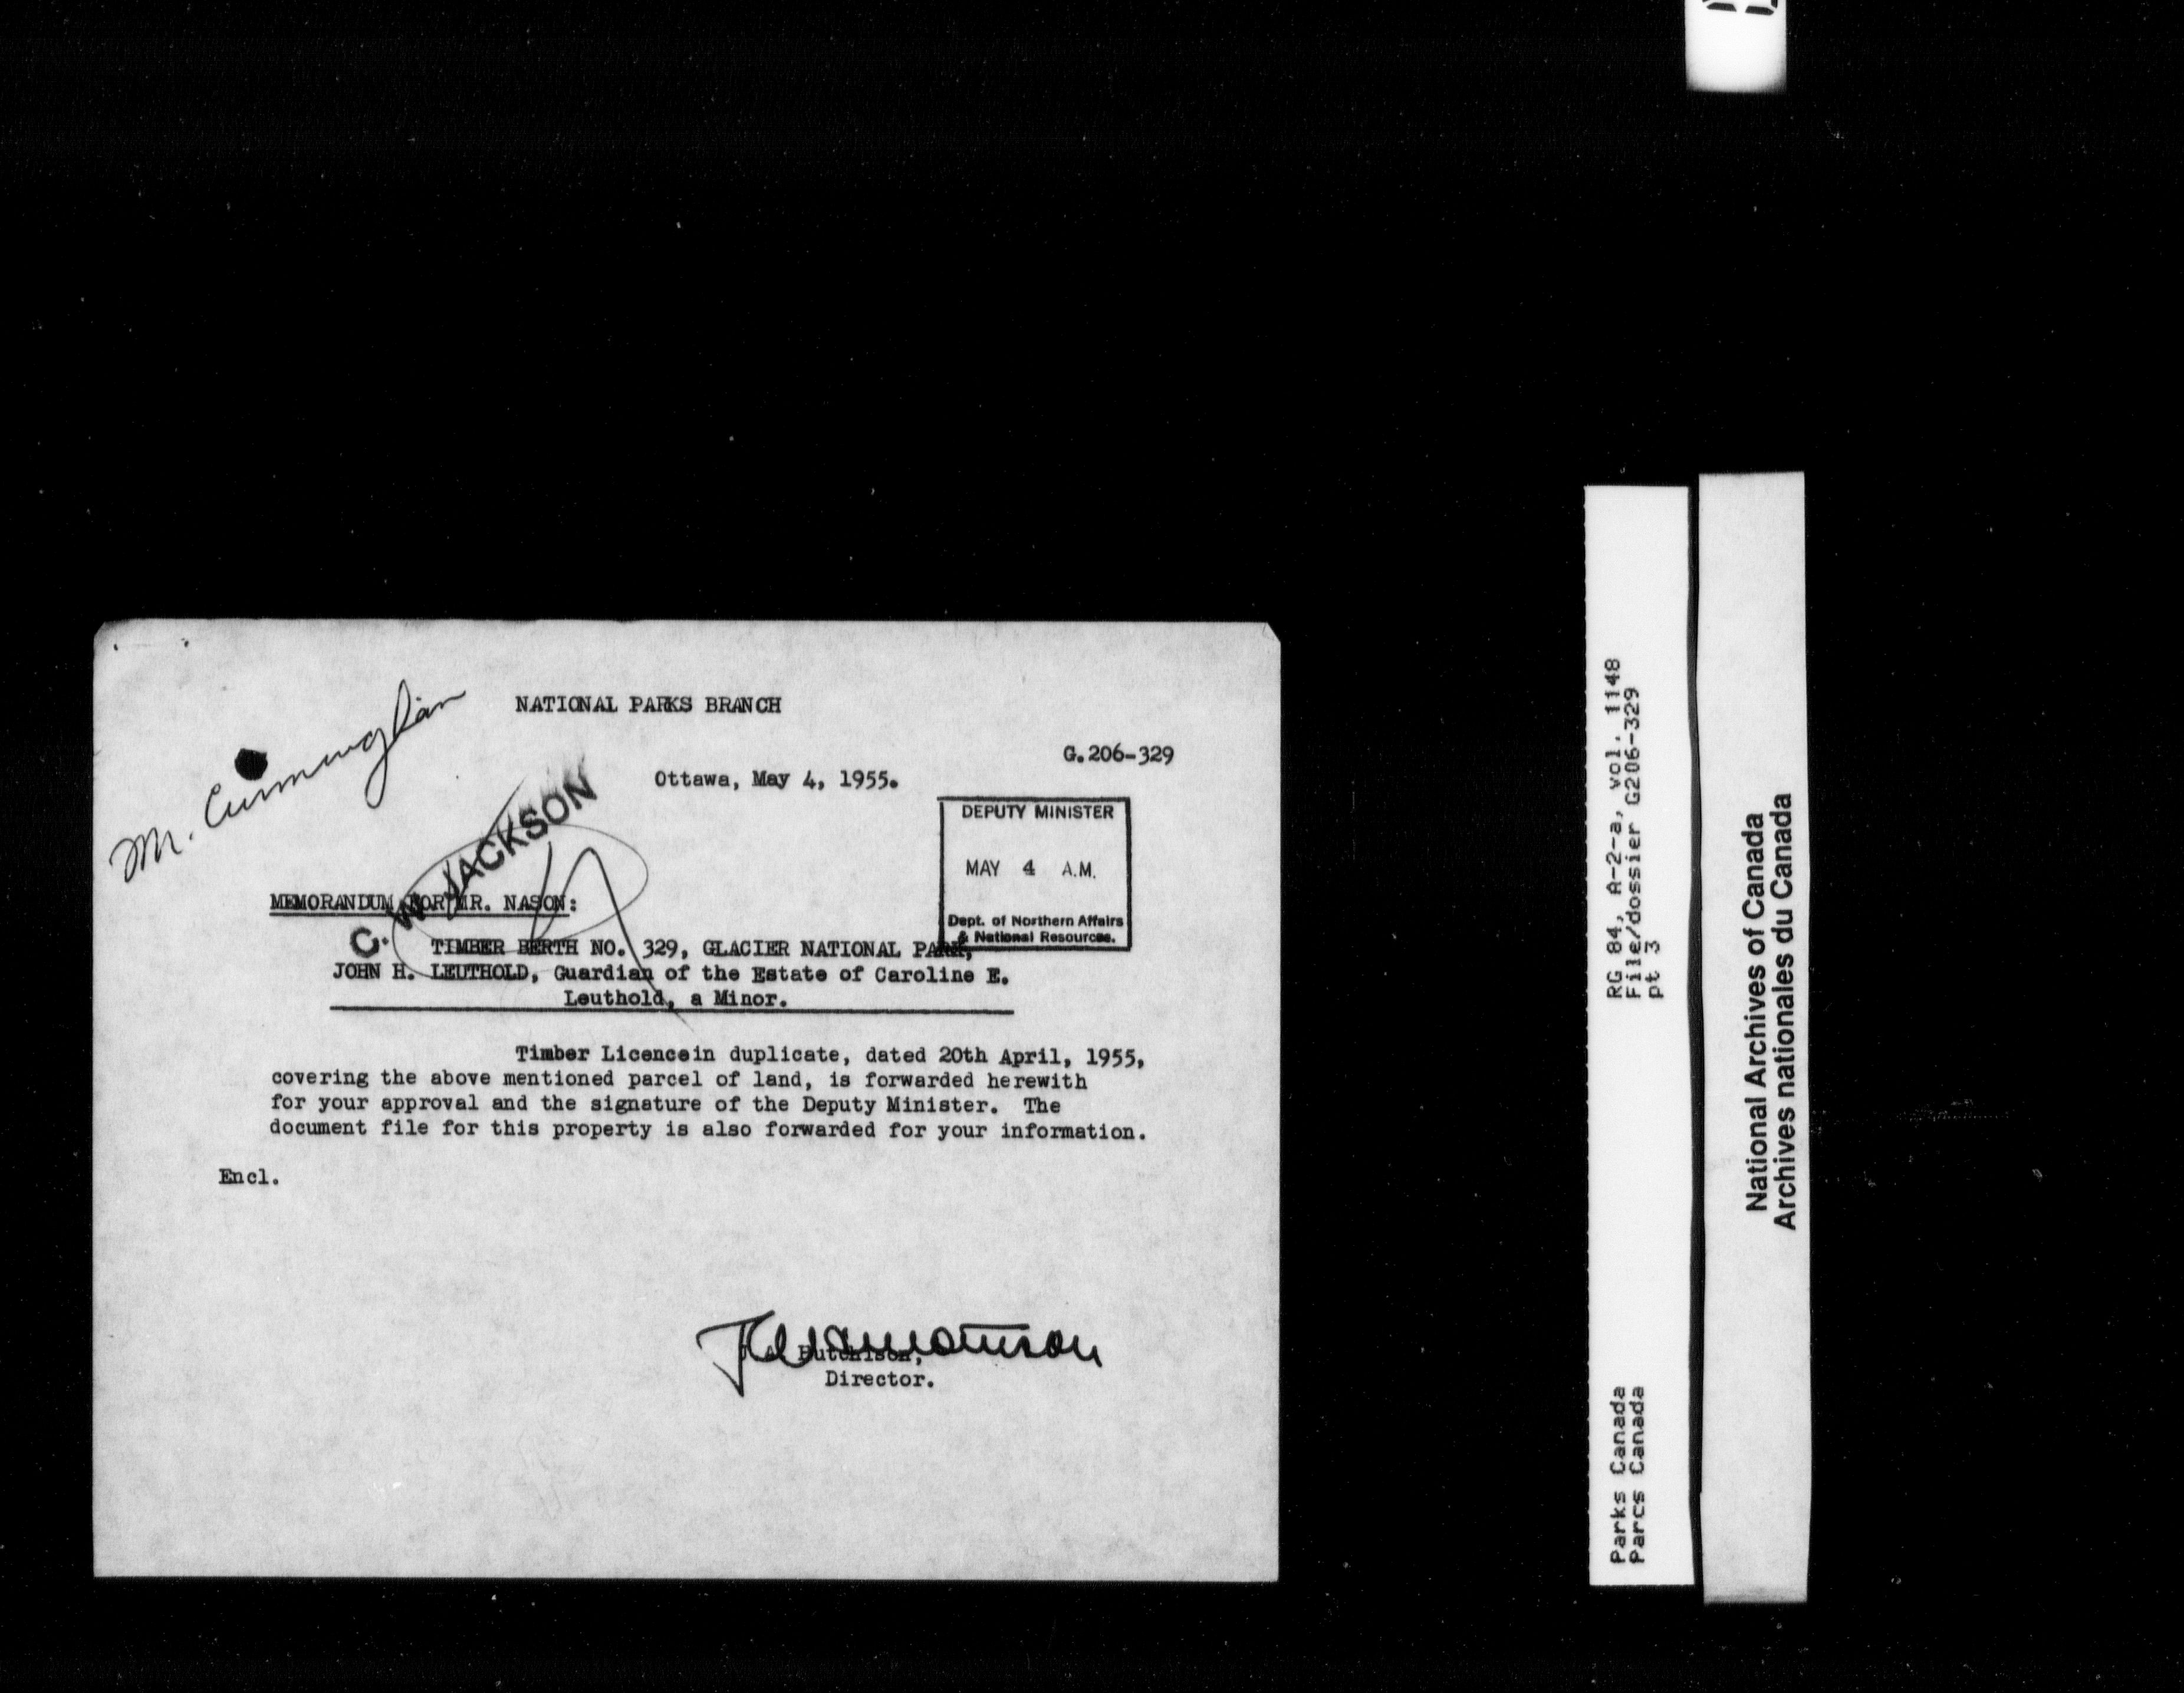 NATIONAL PARKS BRANCH
Mr. Cunningham
G.206-329
Ottawa, May 4, 1955.
DEPUTY MINISTER
MAY 4 A.M.
Dept. of Northern Affairs
& National Resources.
C. W. JACKSON
MEMORANDUM FOR MR. NASON:
TIMBER BERTH NO. 329, GLACIER NATIONAL PARK,
JOHN H. LEUTHOLD, Guardian of the Estate of Caroline E.
Leuthold, a Minor.
Timber Licencein duplicate, dated 20th April, 1955,
covering the above mentioned parcel of land, is forwarded herewith
for your approval and the signature of the Deputy Minister. The
document file for this property is also forwarded for your information.
Encl.
J. A. Hutchison,
Director.
RG 84, A-2-a, vol. 1148
File/dossier G206-329
pt 3
Parks Canada
Parcs Canada
National Archives of Canada
Archives nationales du Canada